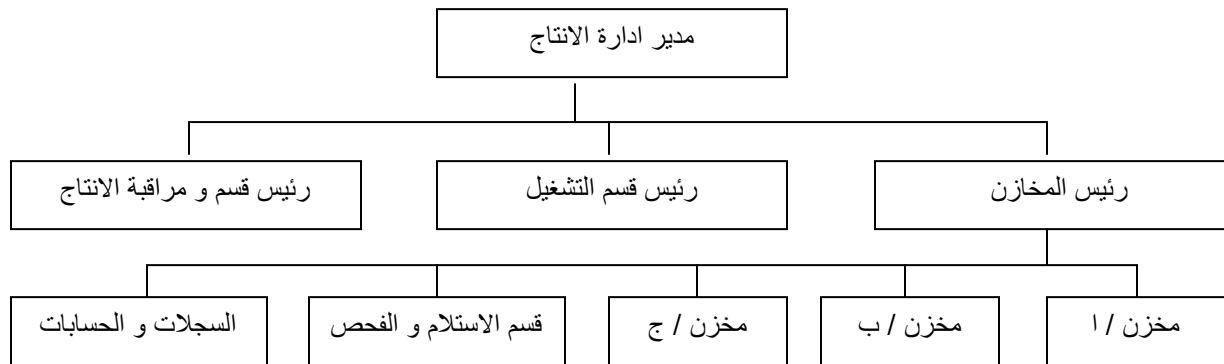 مدير ادارة الانتاج
رئيس المخازن
رئيس قسم التشغيل
رئيس قسم و مراقبة الانتاج
مخزن / ا
مخزن / ب
مخزن / ج
قسم الاستلام و الفحص
السجلات و الحسابات